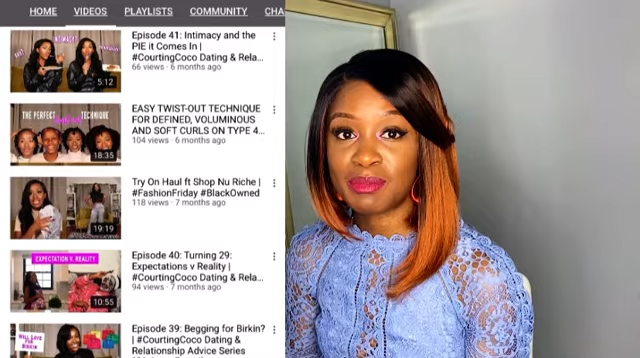 HOME VIDEOS PLAYLISTS COMMUNITY CHA
Episode 41: Intimacy and the
PIE it Comes In |
#CourtingCoco Dating & Rela...
66 views · 6 months ago
5:12
THE PERFECT TECHNIQUE
EASY TWIST-OUT TECHNIQUE
FOR DEFINED, VOLUMINOUS
AND SOFT CURLS ON TYPE 4...
104 views · 6 months ago
18:35
Try On Haul ft Shop Nu Riche |
#FashionFriday #BlackOwned
118 views · 7 months ago
19:19
EXPECTATION V. REALITY
Episode 40: Turning 29:
Expectations v Reality |
#CourtingCoco Dating & Rela...
94 views · 7 months ago
10:55
WILL LOVE
FOR
BIRKIN
Episode 39: Begging for Birkin?
| #CourtingCoco Dating &
Relationship Advice Series